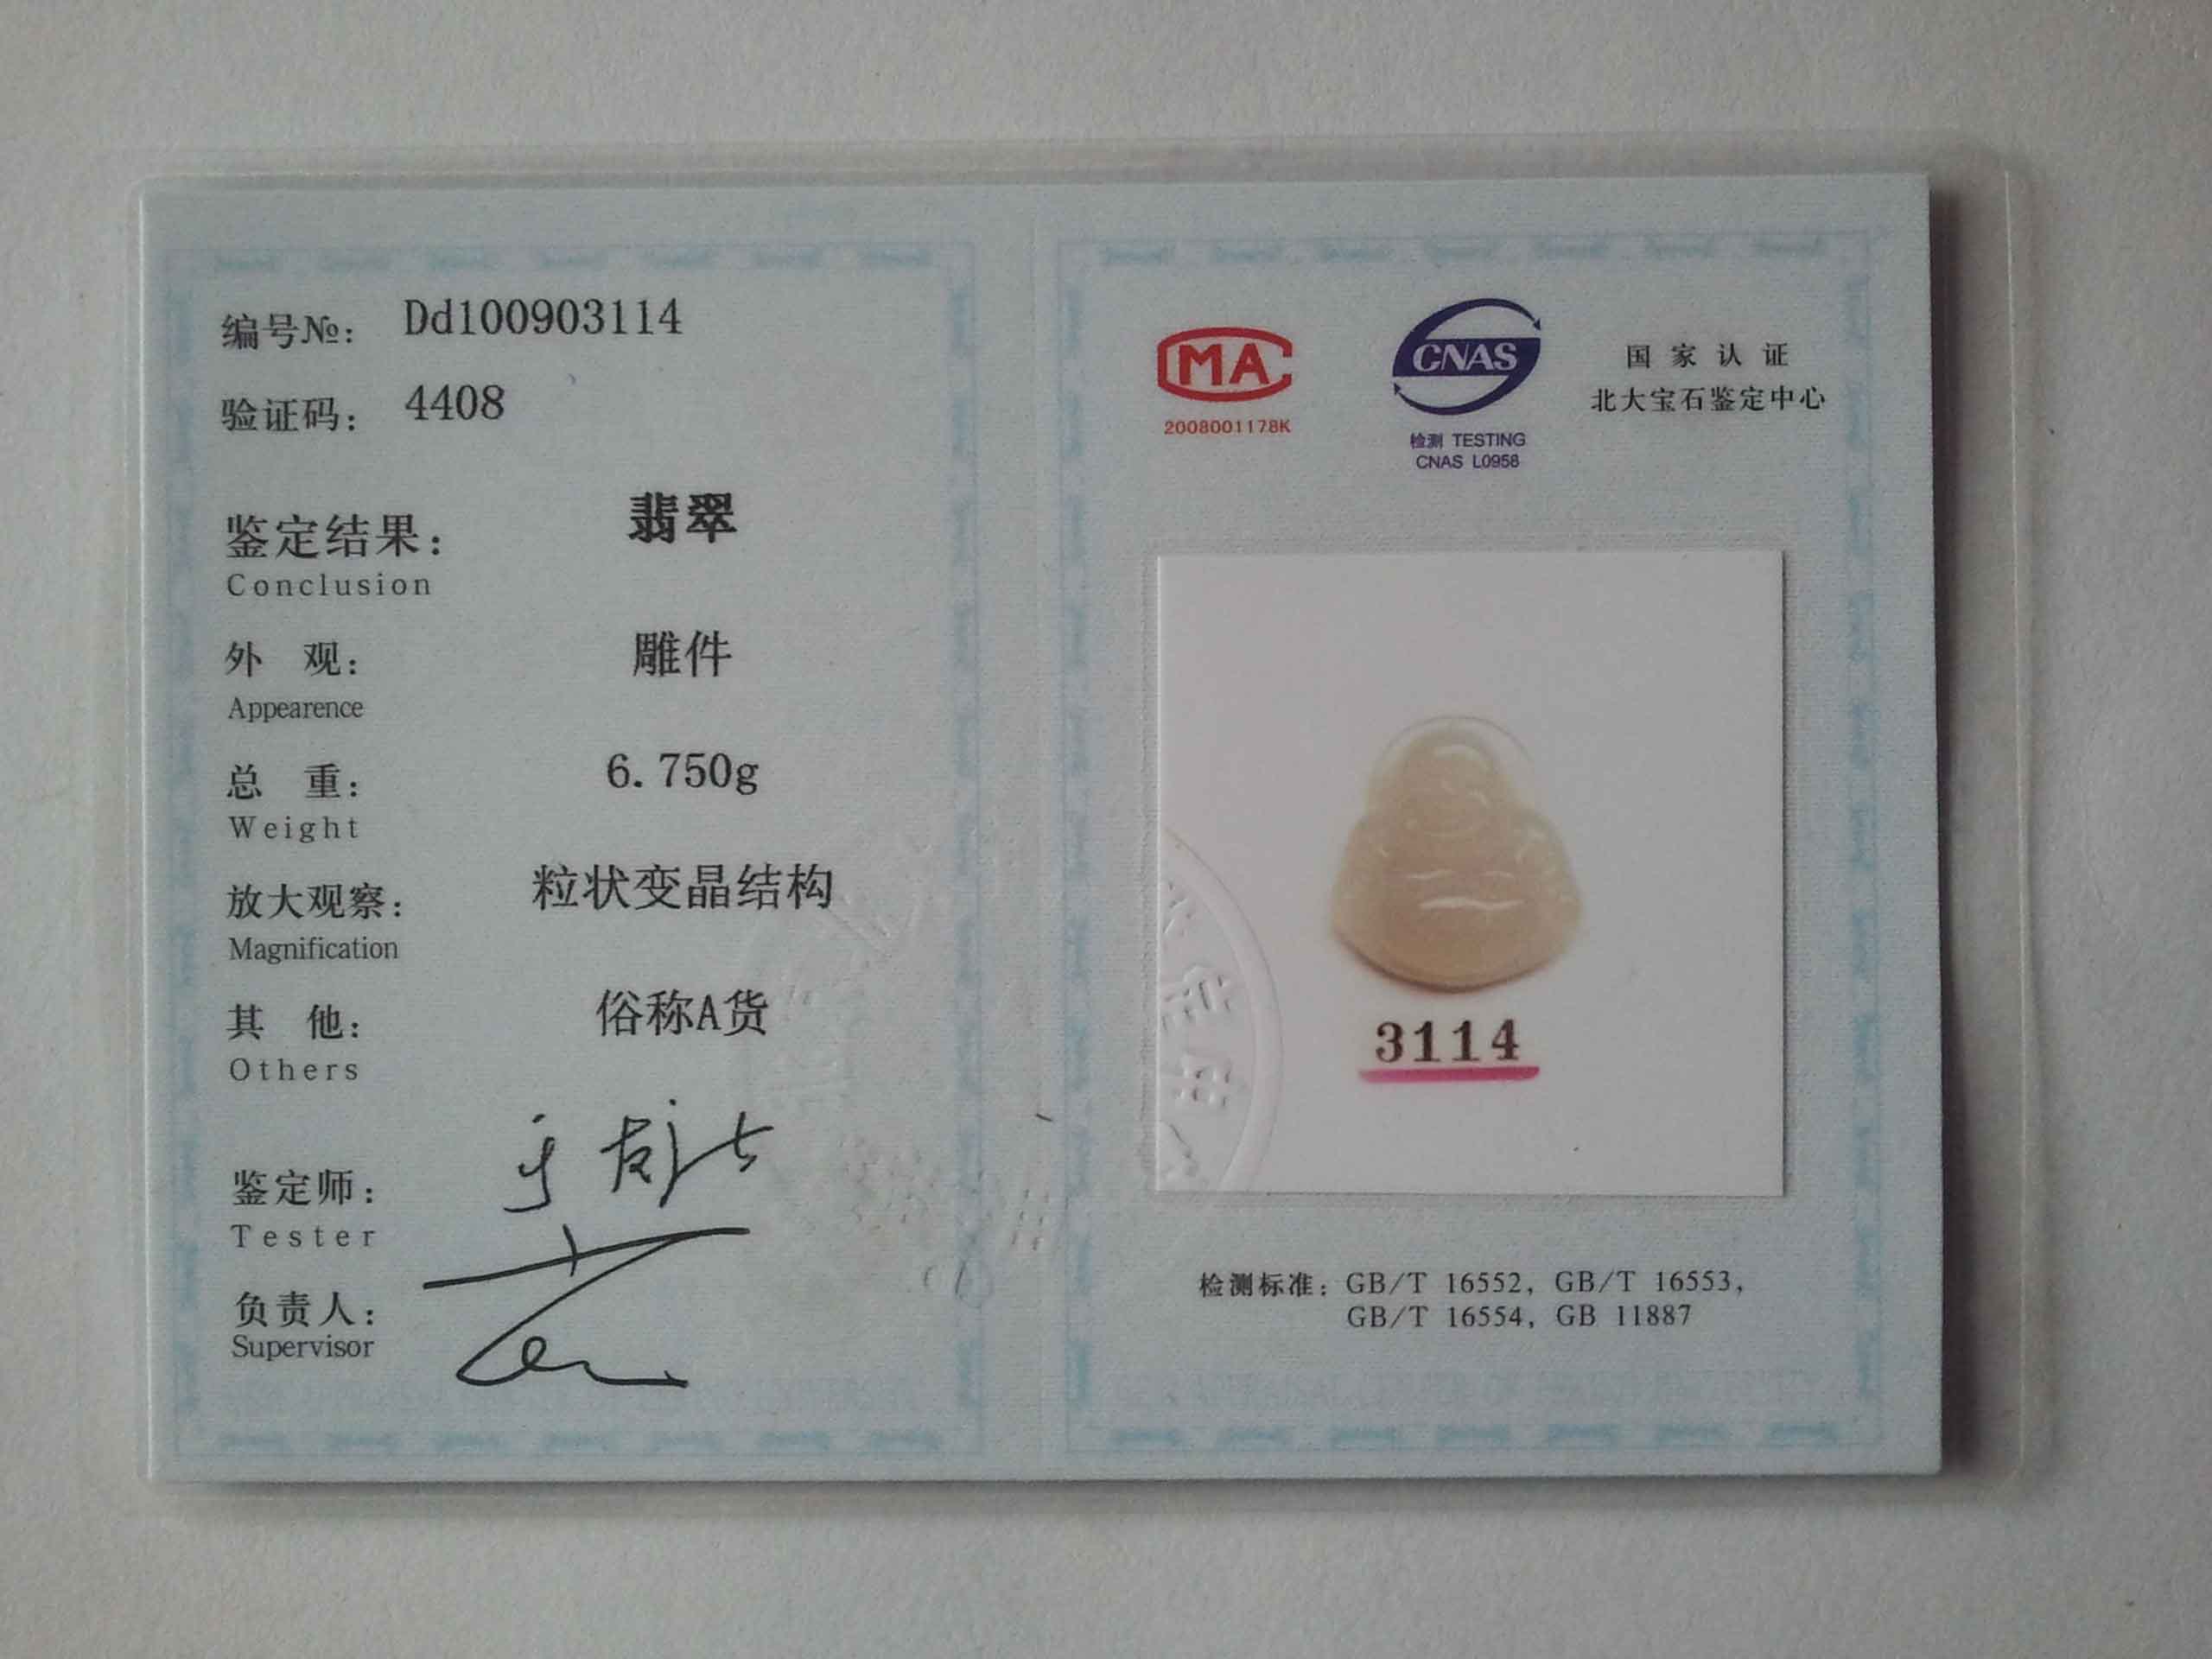 编号№： Dd100903114
验证码： 4408
鉴定结果： 翡翠
Conclusion
外 观： 雕件
Appearence
总 重： 6.750g
Weight
放大观察： 粒状变晶结构
Magnification
其 他： 俗称A货
Others
鉴定师：
Tester
负责人：
Supervisor
MA
2008001178K
CNAS
检测 TESTING
CNAS L0958
国家认证
北大宝石鉴定中心
3114
检测标准：GB/T 16552, GB/T 16553,
GB/T 16554, GB 11887